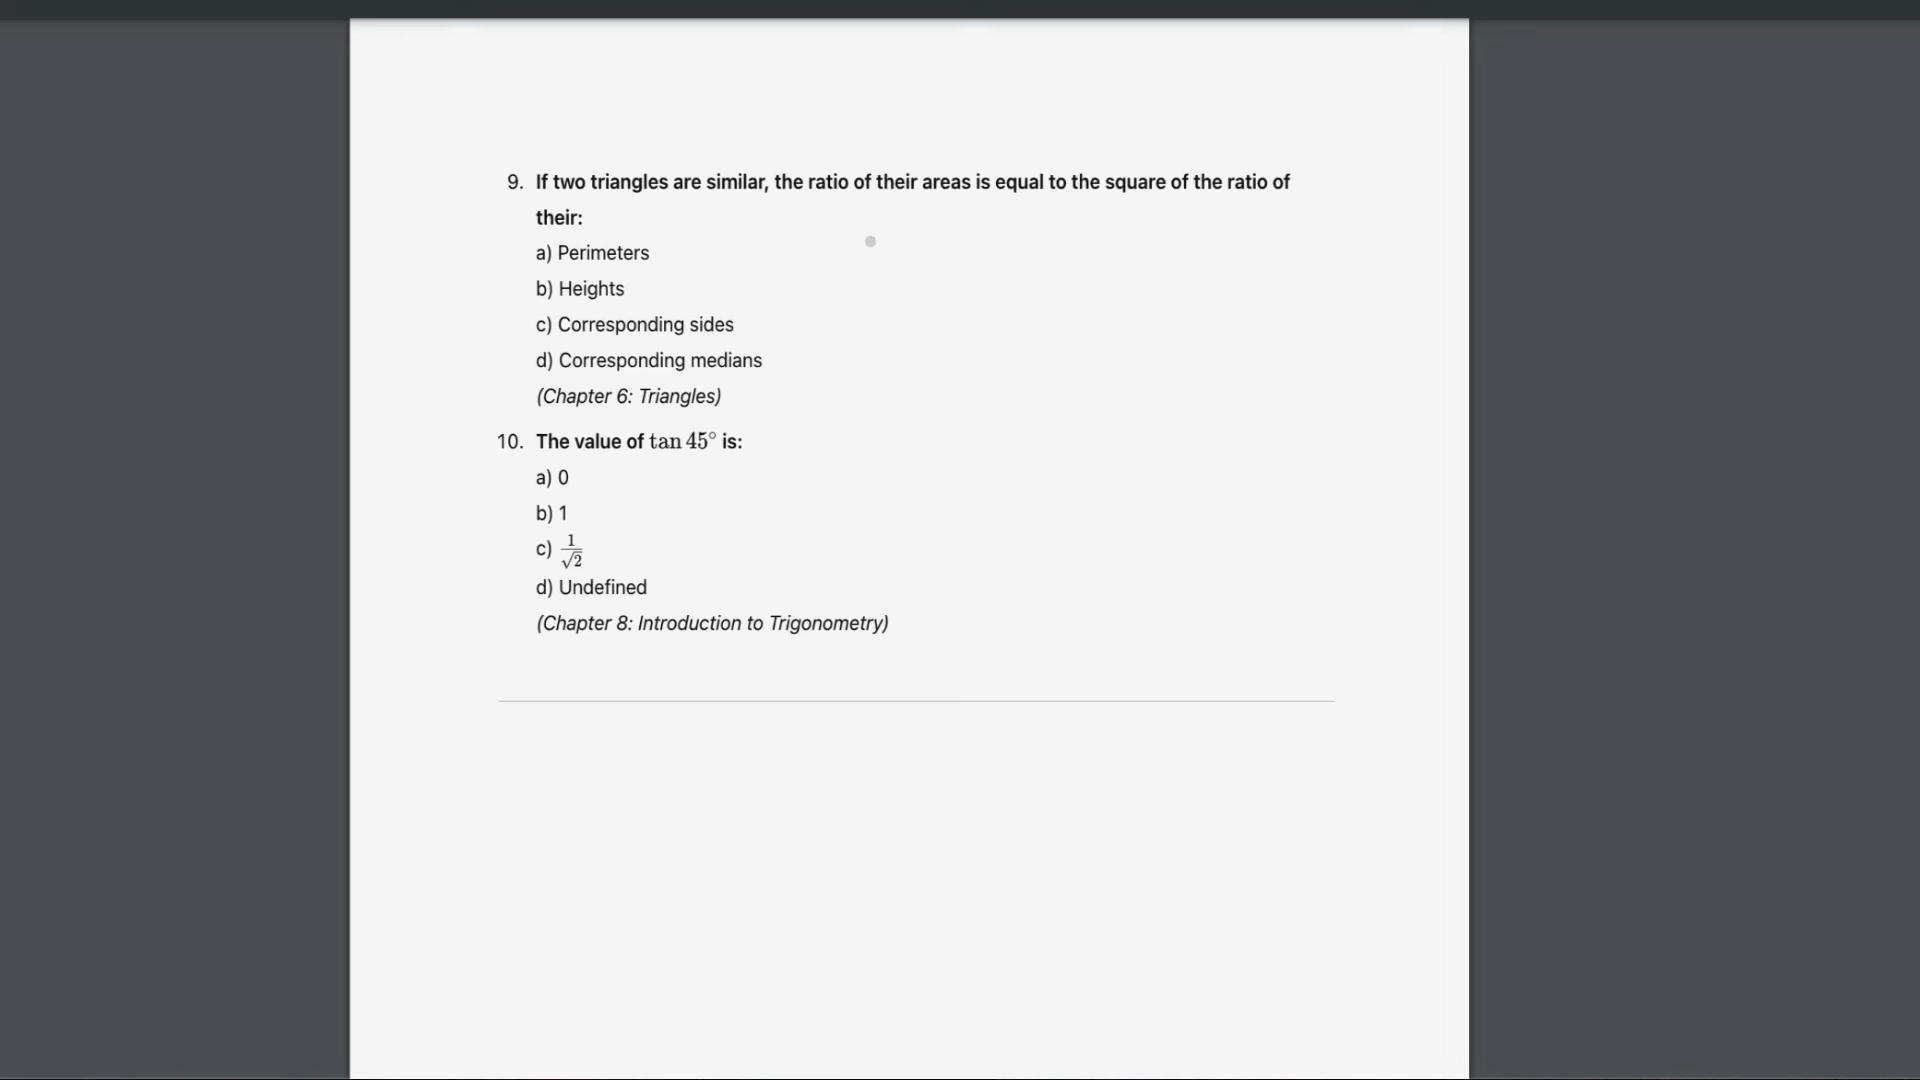 9. If two triangles are similar, the ratio of their areas is equal to the square of the ratio of
their:
a) Perimeters
b) Heights
c) Corresponding sides
d) Corresponding medians
(Chapter 6: Triangles)
10. The value of tan 45° is:
a) 0
b) 1
c) 1/√2
d) Undefined
(Chapter 8: Introduction to Trigonometry)